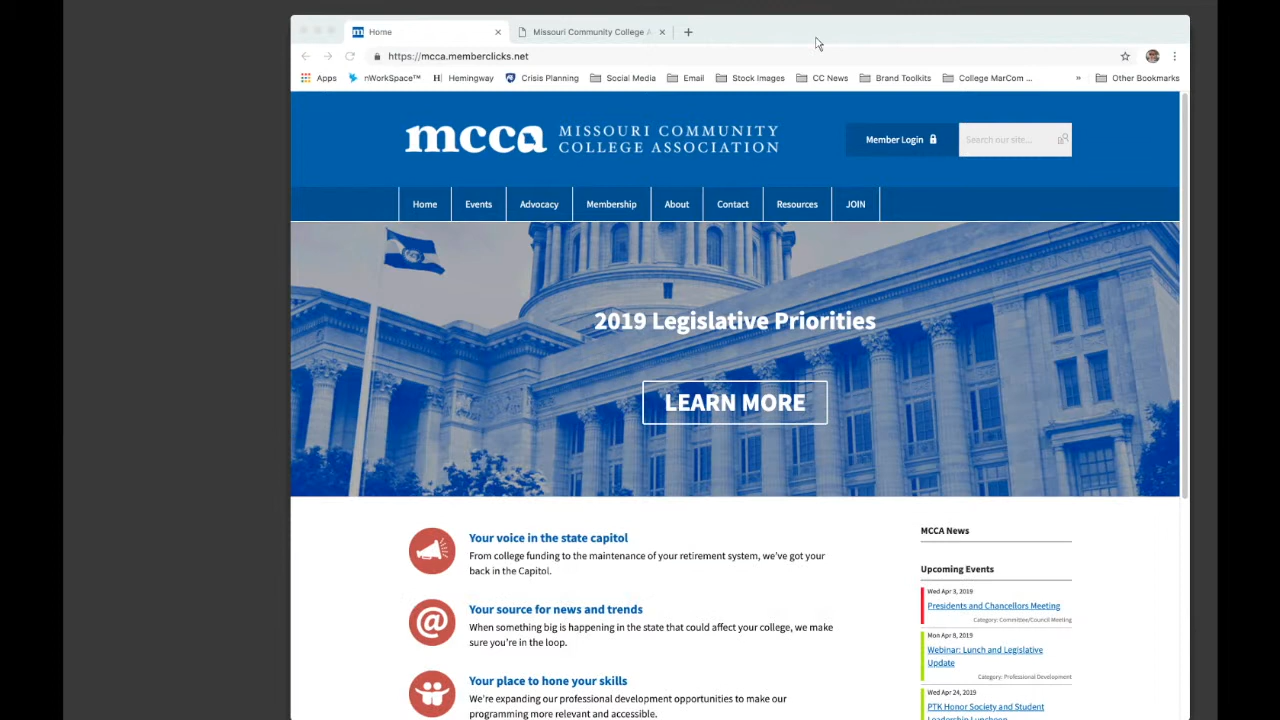 Home
Missouri Community College A
https://mcca.memberclicks.net
Apps nWorkSpace™ Hemingway Crisis Planning Social Media Email Stock Images CC News Brand Toolkits College MarCom ... » Other Bookmarks
mcca MISSOURI COMMUNITY
COLLEGE ASSOCIATION
Member Login
Search our site...
Home Events Advocacy Membership About Contact Resources JOIN
2019 Legislative Priorities
LEARN MORE
Your voice in the state capitol
From college funding to the maintenance of your retirement system, we've got your
back in the Capitol.
Your source for news and trends
When something big is happening in the state that could affect your college, we make
sure you're in the loop.
Your place to hone your skills
We're expanding our professional development opportunities to make our
programming more relevant and accessible.
MCCA News
Upcoming Events
Wed Apr 3, 2019
Presidents and Chancellors Meeting
Category: Committee/Council Meeting
Mon Apr 8, 2019
Webinar: Lunch and Legislative
Update
Category: Professional Development
Wed Apr 24, 2019
PTK Honor Society and Student
Leadership Luncheon